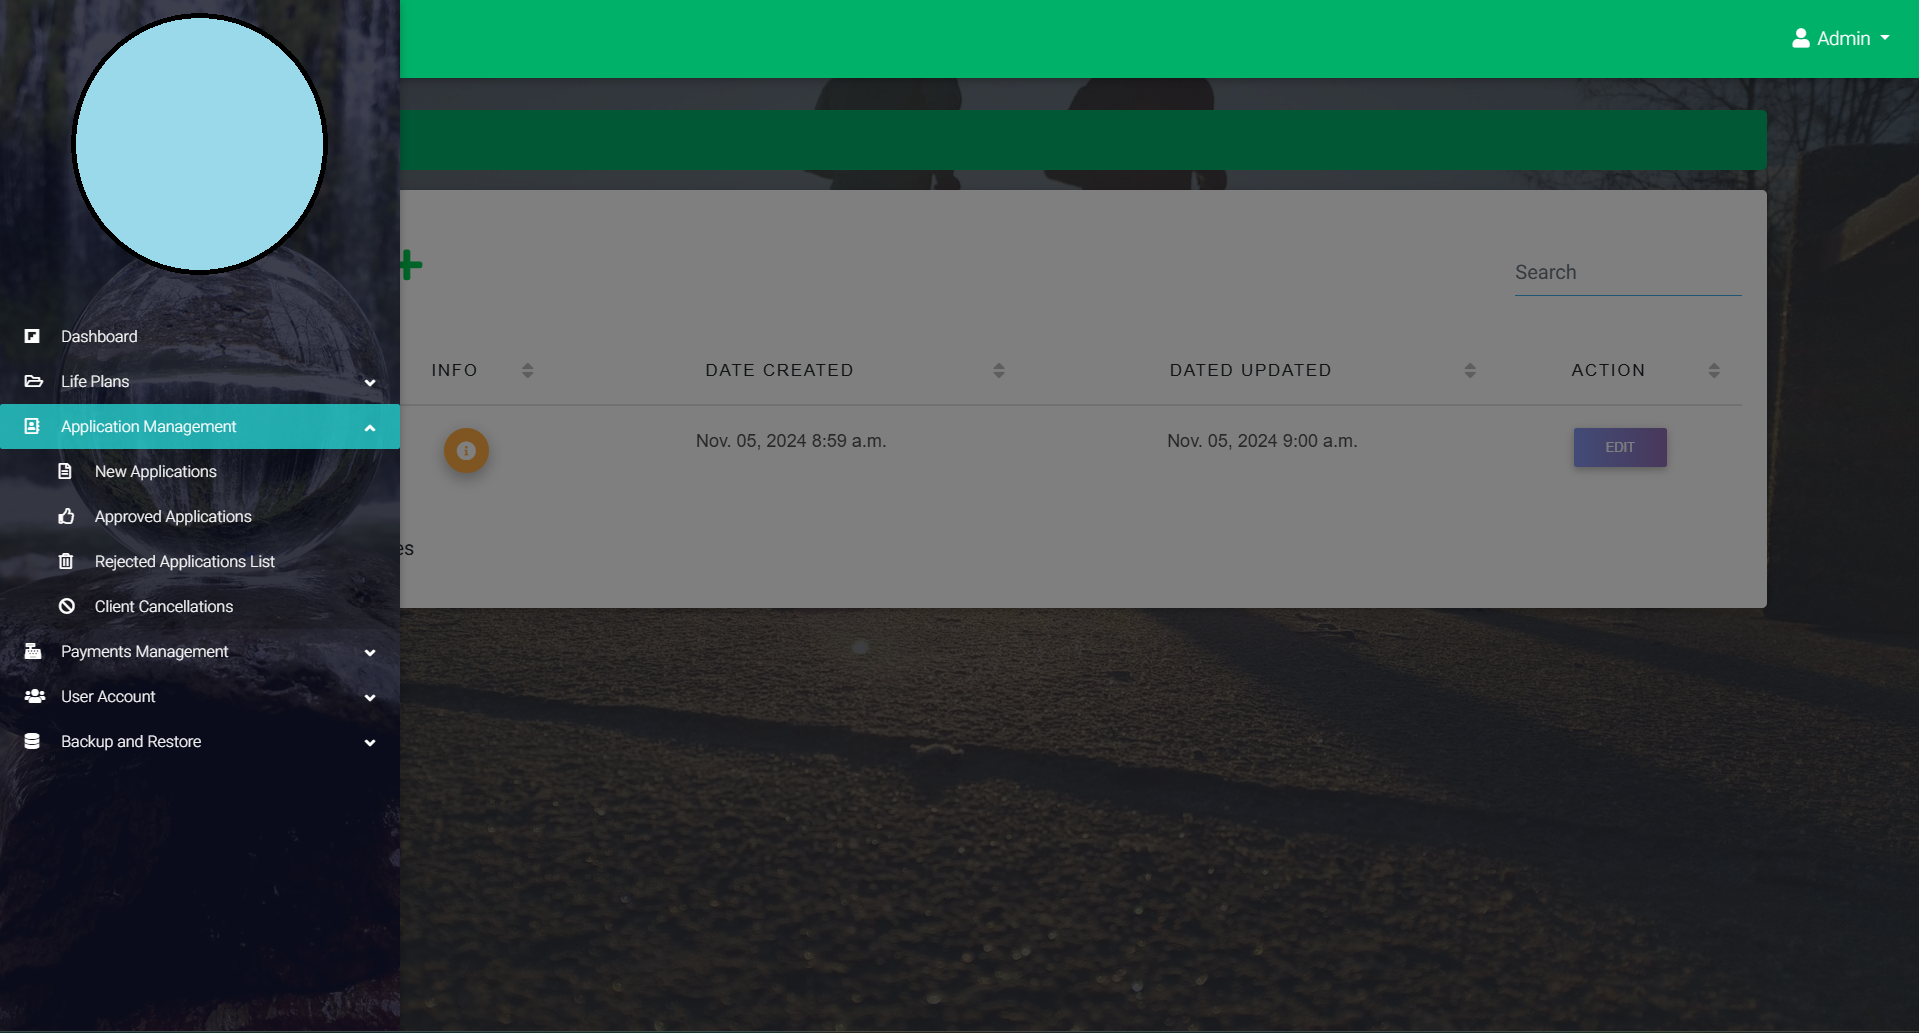 Admin
Dashboard
Life Plans
Application Management
New Applications
Approved Applications
Rejected Applications List
Client Cancellations
Payments Management
User Account
Backup and Restore
Search
INFO DATE CREATED DATED UPDATED ACTION
Nov. 05, 2024 8:59 a.m. Nov. 05, 2024 9:00 a.m. EDIT
es